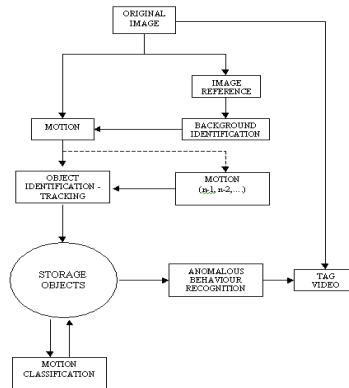 ORIGINAL
IMAGE
IMAGE
REFERENCE
MOTION
BACKGROUND
IDENTIFICATION
OBJECT
IDENTIFICATION -
TRACKING
MOTION
(n-1, n-2,....)
STORAGE
OBJECTS
ANOMALOUS
BEHAVIOUR
RECOGNITION
TAG
VIDEO
MOTION
CLASSIFICATION